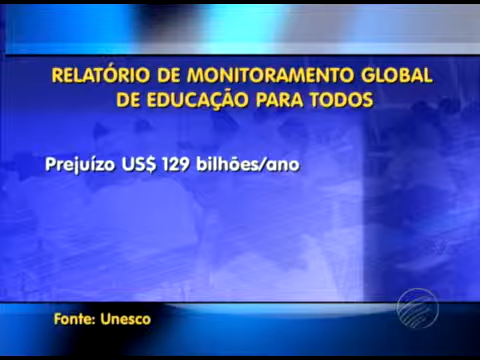 RELATÓRIO DE MONITORAMENTO GLOBAL
DE EDUCAÇÃO PARA TODOS
Prejuízo US$ 129 bilhões/ano
Fonte: Unesco